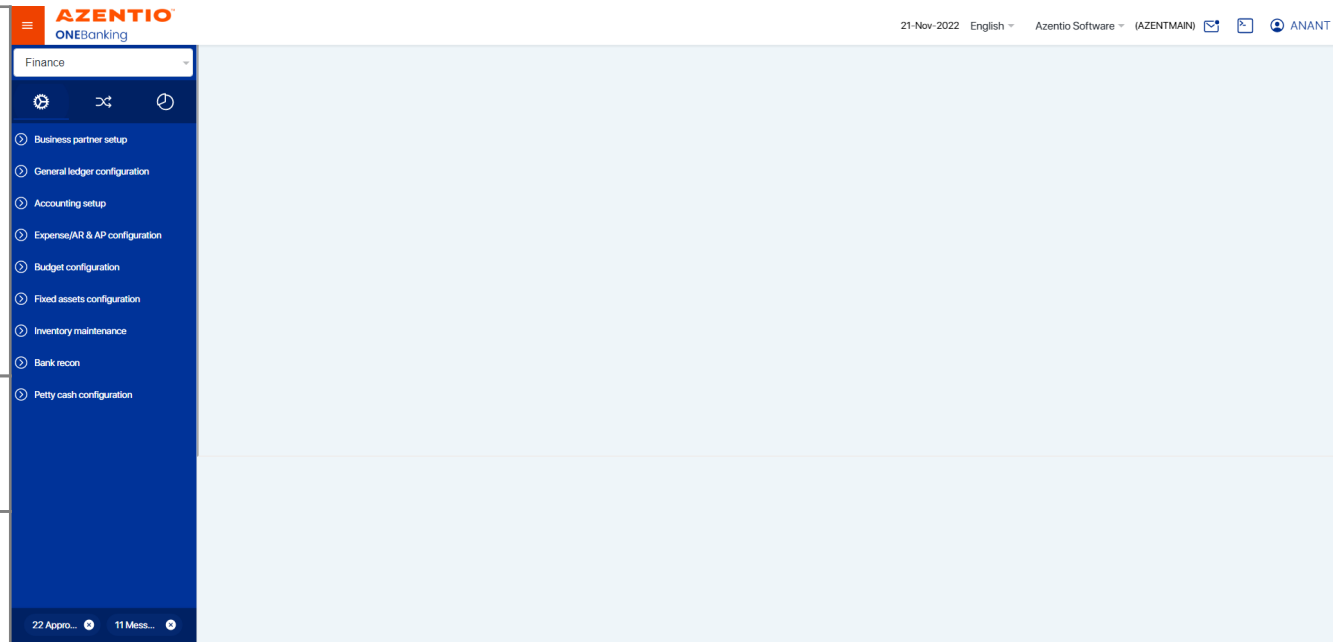 AZENTIO™
ONEBanking
21-Nov-2022 English Azentio Software (AZENTMAIN) ANANT
Finance
Business partner setup
General ledger configuration
Accounting setup
Expense/AR & AP configuration
Budget configuration
Fixed assets configuration
Inventory maintenance
Bank recon
Petty cash configuration
22 Appro... 11 Mess...